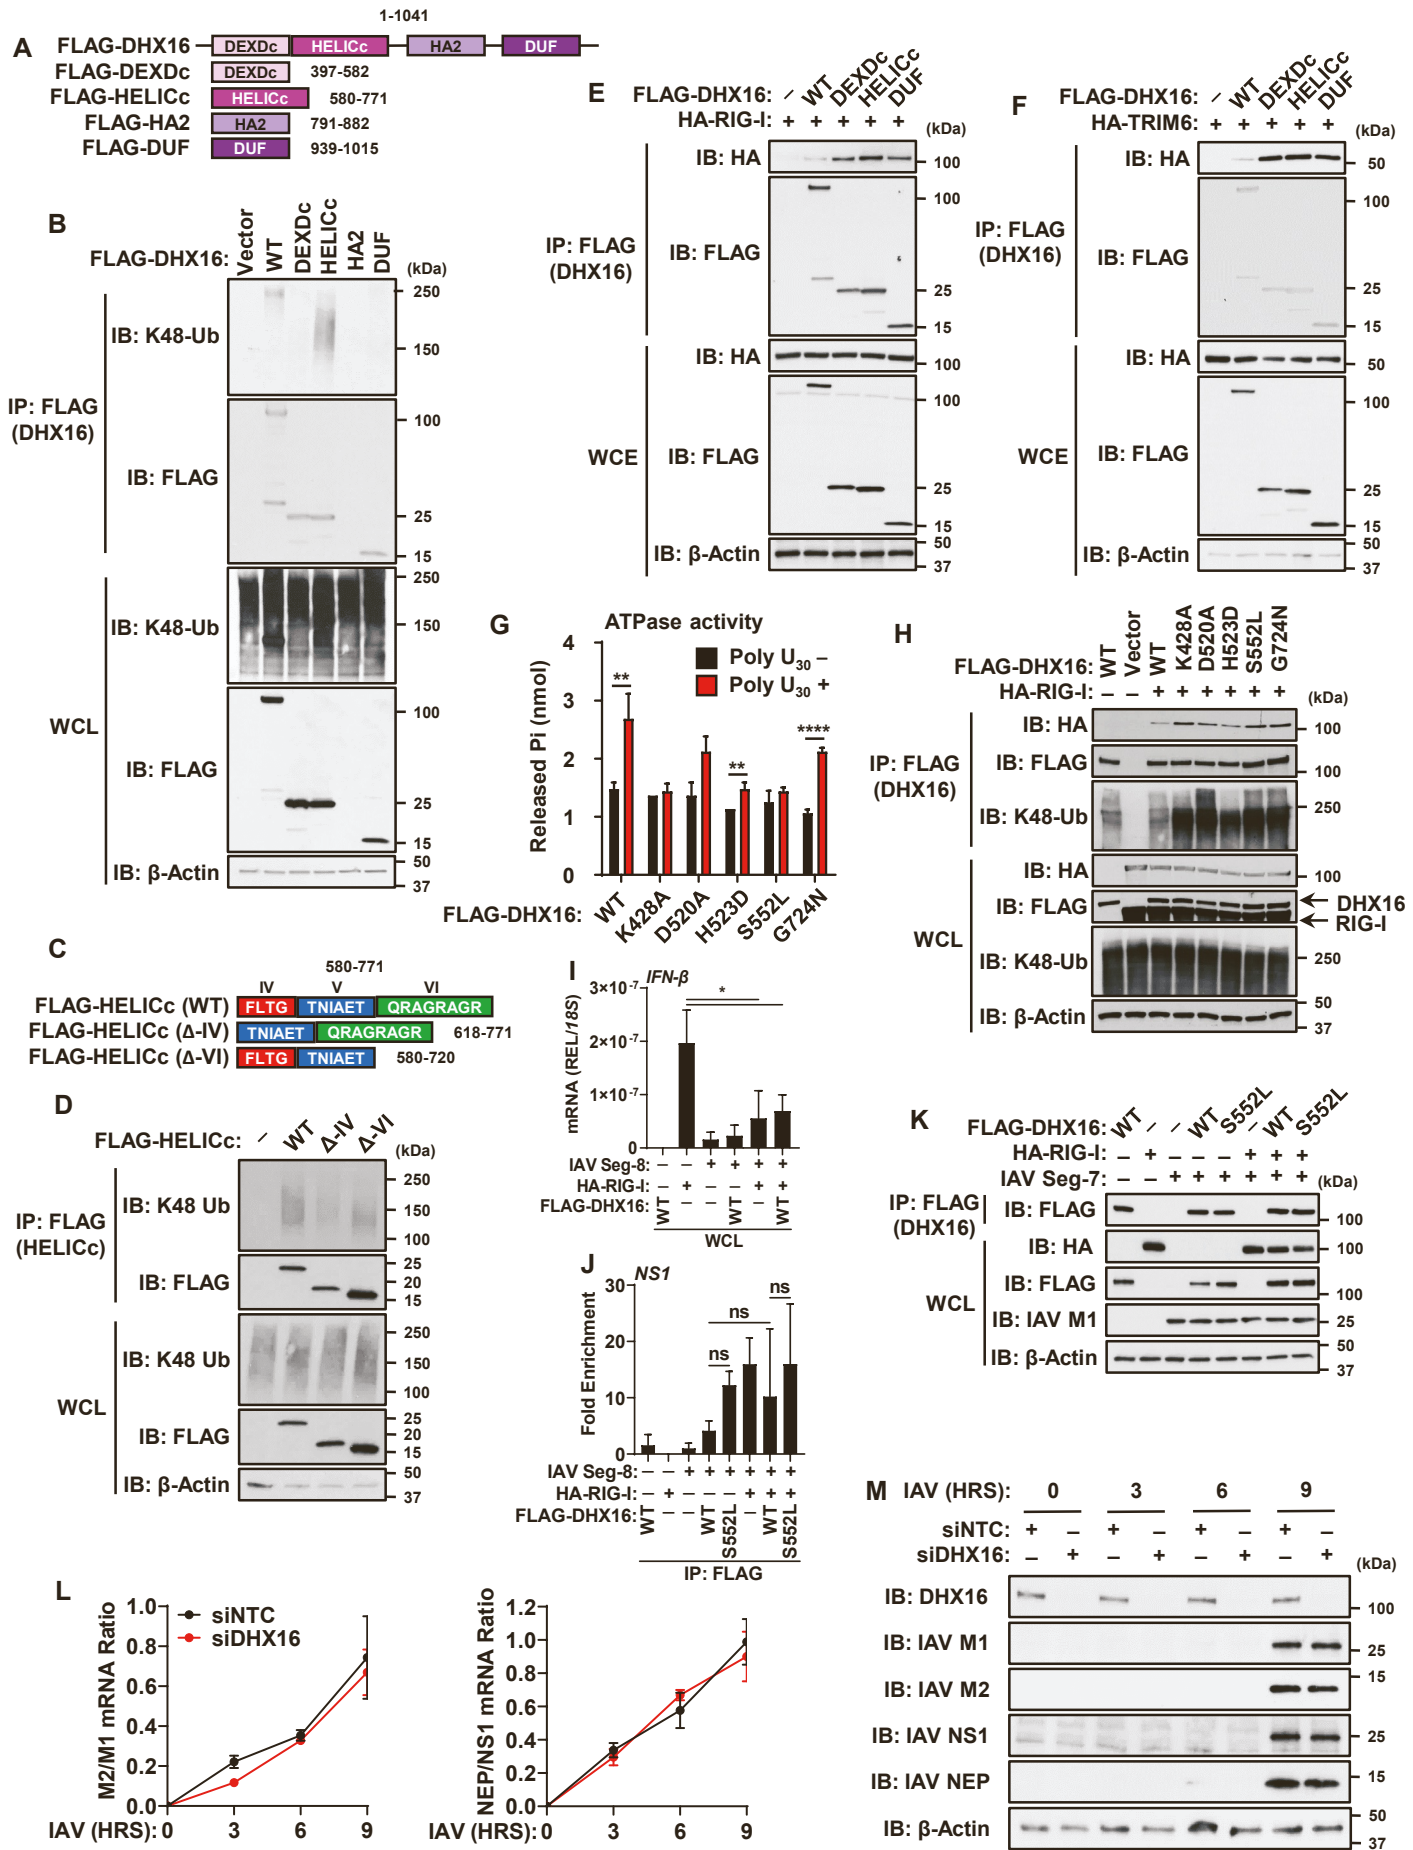 A
1-1041
FLAG-DHX16 DEXDc HELICc HA2 DUF
FLAG-DEXDc DEXDc 397-582
FLAG-HELICc HELICc 580-771
FLAG-HA2 HA2 791-882
FLAG-DUF DUF 939-1015
B
FLAG-DHX16: Vector WT DEXDc HELICc HA2 DUF (kDa)
IP: FLAG (DHX16)
IB: K48-Ub 250 150
IB: FLAG 100 25 15
WCL
IB: K48-Ub 250 150
IB: FLAG 100 25 15
IB: β-Actin 50 37
C
580-771
IV V VI
FLAG-HELICc (WT) FLTG TNIAET QRAGRAGR
FLAG-HELICc (Δ-IV) TNIAET QRAGRAGR 618-771
FLAG-HELICc (Δ-VI) FLTG TNIAET 580-720
D
FLAG-HELICc: – WT Δ-IV Δ-VI (kDa)
IP: FLAG (HELICc)
IB: K48 Ub 250 150 100
IB: FLAG 25 20 15
WCL
IB: K48 Ub 250 150 100
IB: FLAG 25 20 15
IB: β-Actin 50 37
E
FLAG-DHX16: – WT DEXDc HELICc DUF
HA-RIG-I: + + + + + (kDa)
IP: FLAG (DHX16)
IB: HA 100
IB: FLAG 100 25 15
WCE
IB: HA 100
IB: FLAG 100 25 15
IB: β-Actin 50 37
F
FLAG-DHX16: – WT DEXDc HELICc DUF
HA-TRIM6: + + + + + (kDa)
IP: FLAG (DHX16)
IB: HA 50
IB: FLAG 100 25 15
WCE
IB: HA 50
IB: FLAG 100 25 15
IB: β-Actin 50 37
G
ATPase activity
Poly U30 –
Poly U30 +
Released Pi (nmol)
4 3 2 1 0
** ** ****
FLAG-DHX16: WT K428A D520A H523D S552L G724N
H
FLAG-DHX16: WT Vector WT K428A D520A H523D S552L G724N
HA-RIG-I: – – + + + + + + (kDa)
IP: FLAG (DHX16)
IB: HA 100
IB: FLAG 100
IB: K48-Ub 250
WCL
IB: HA 100
IB: FLAG DHX16 RIG-I
IB: K48-Ub 250
IB: β-Actin 50 37
I
IFN-β
mRNA (REL/18S)
3×10-7 2×10-7 1×10-7 0
*
IAV Seg-8: – – + + + +
HA-RIG-I: – + – – + +
FLAG-DHX16: WT – – WT – WT
WCL
J
NS1
Fold Enrichment
30 20 10 0
ns ns ns
IAV Seg-8: – – + + + + + +
HA-RIG-I: – + – – – + + +
FLAG-DHX16: WT – – WT S552L – WT S552L
IP: FLAG
K
FLAG-DHX16: WT – – WT S552L – WT S552L
HA-RIG-I: – + – – – + + +
IAV Seg-7: – – + + + + + + (kDa)
IP: FLAG (DHX16)
IB: FLAG 100
WCL
IB: HA 100
IB: FLAG 100
IB: IAV M1 25
IB: β-Actin 50 37
L
M2/M1 mRNA Ratio
1.0 0.8 0.6 0.4 0.2 0.0
siNTC
siDHX16
IAV (HRS): 0 3 6 9
NEP/NS1 mRNA Ratio
1.2 1.0 0.8 0.6 0.4 0.2 0.0
IAV (HRS): 0 3 6 9
M
IAV (HRS): 0 3 6 9
siNTC: + – + – + – + –
siDHX16: – + – + – + – + (kDa)
IB: DHX16 100
IB: IAV M1 25
IB: IAV M2 15
IB: IAV NS1 25
IB: IAV NEP 15
IB: β-Actin 50 37